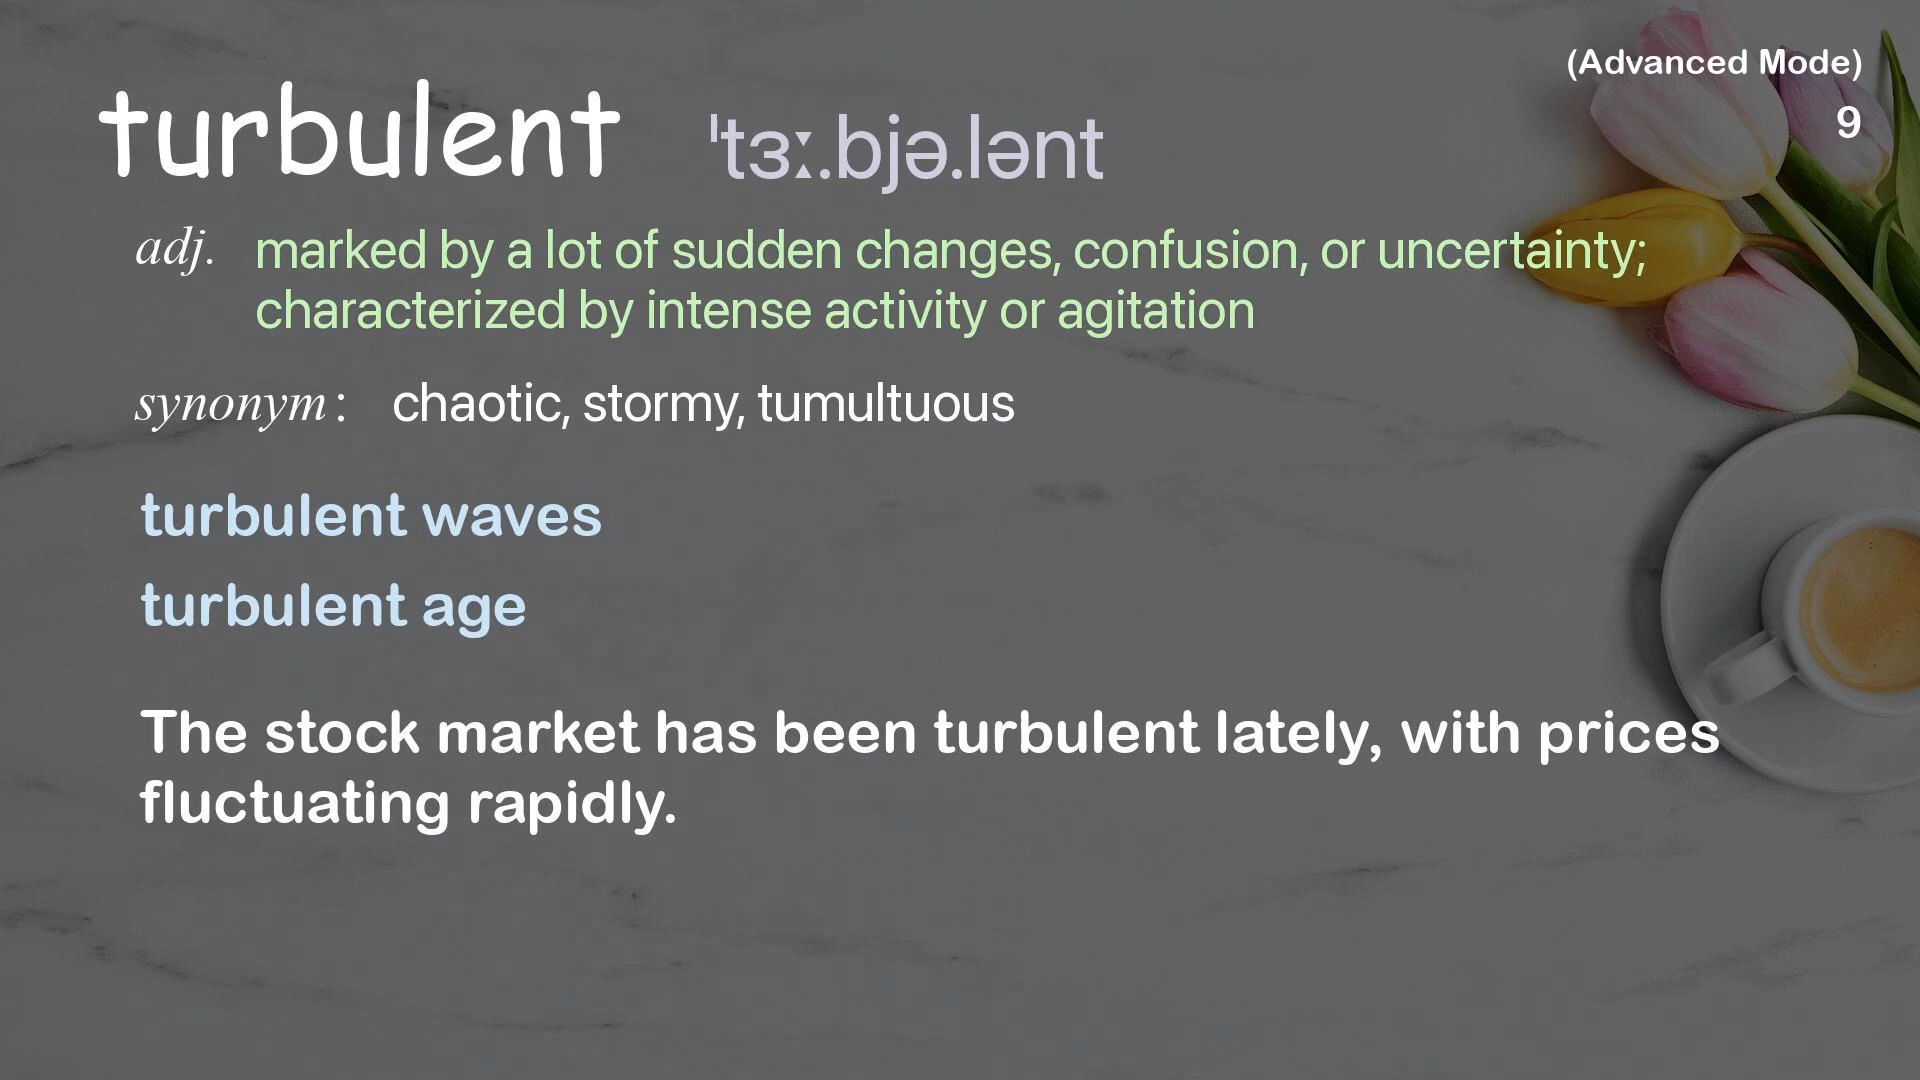 (Advanced Mode)
9
turbulent ˈtɜː.bjə.lənt
adj. marked by a lot of sudden changes, confusion, or uncertainty;
characterized by intense activity or agitation
synonym : chaotic, stormy, tumultuous
turbulent waves
turbulent age
The stock market has been turbulent lately, with prices
fluctuating rapidly.